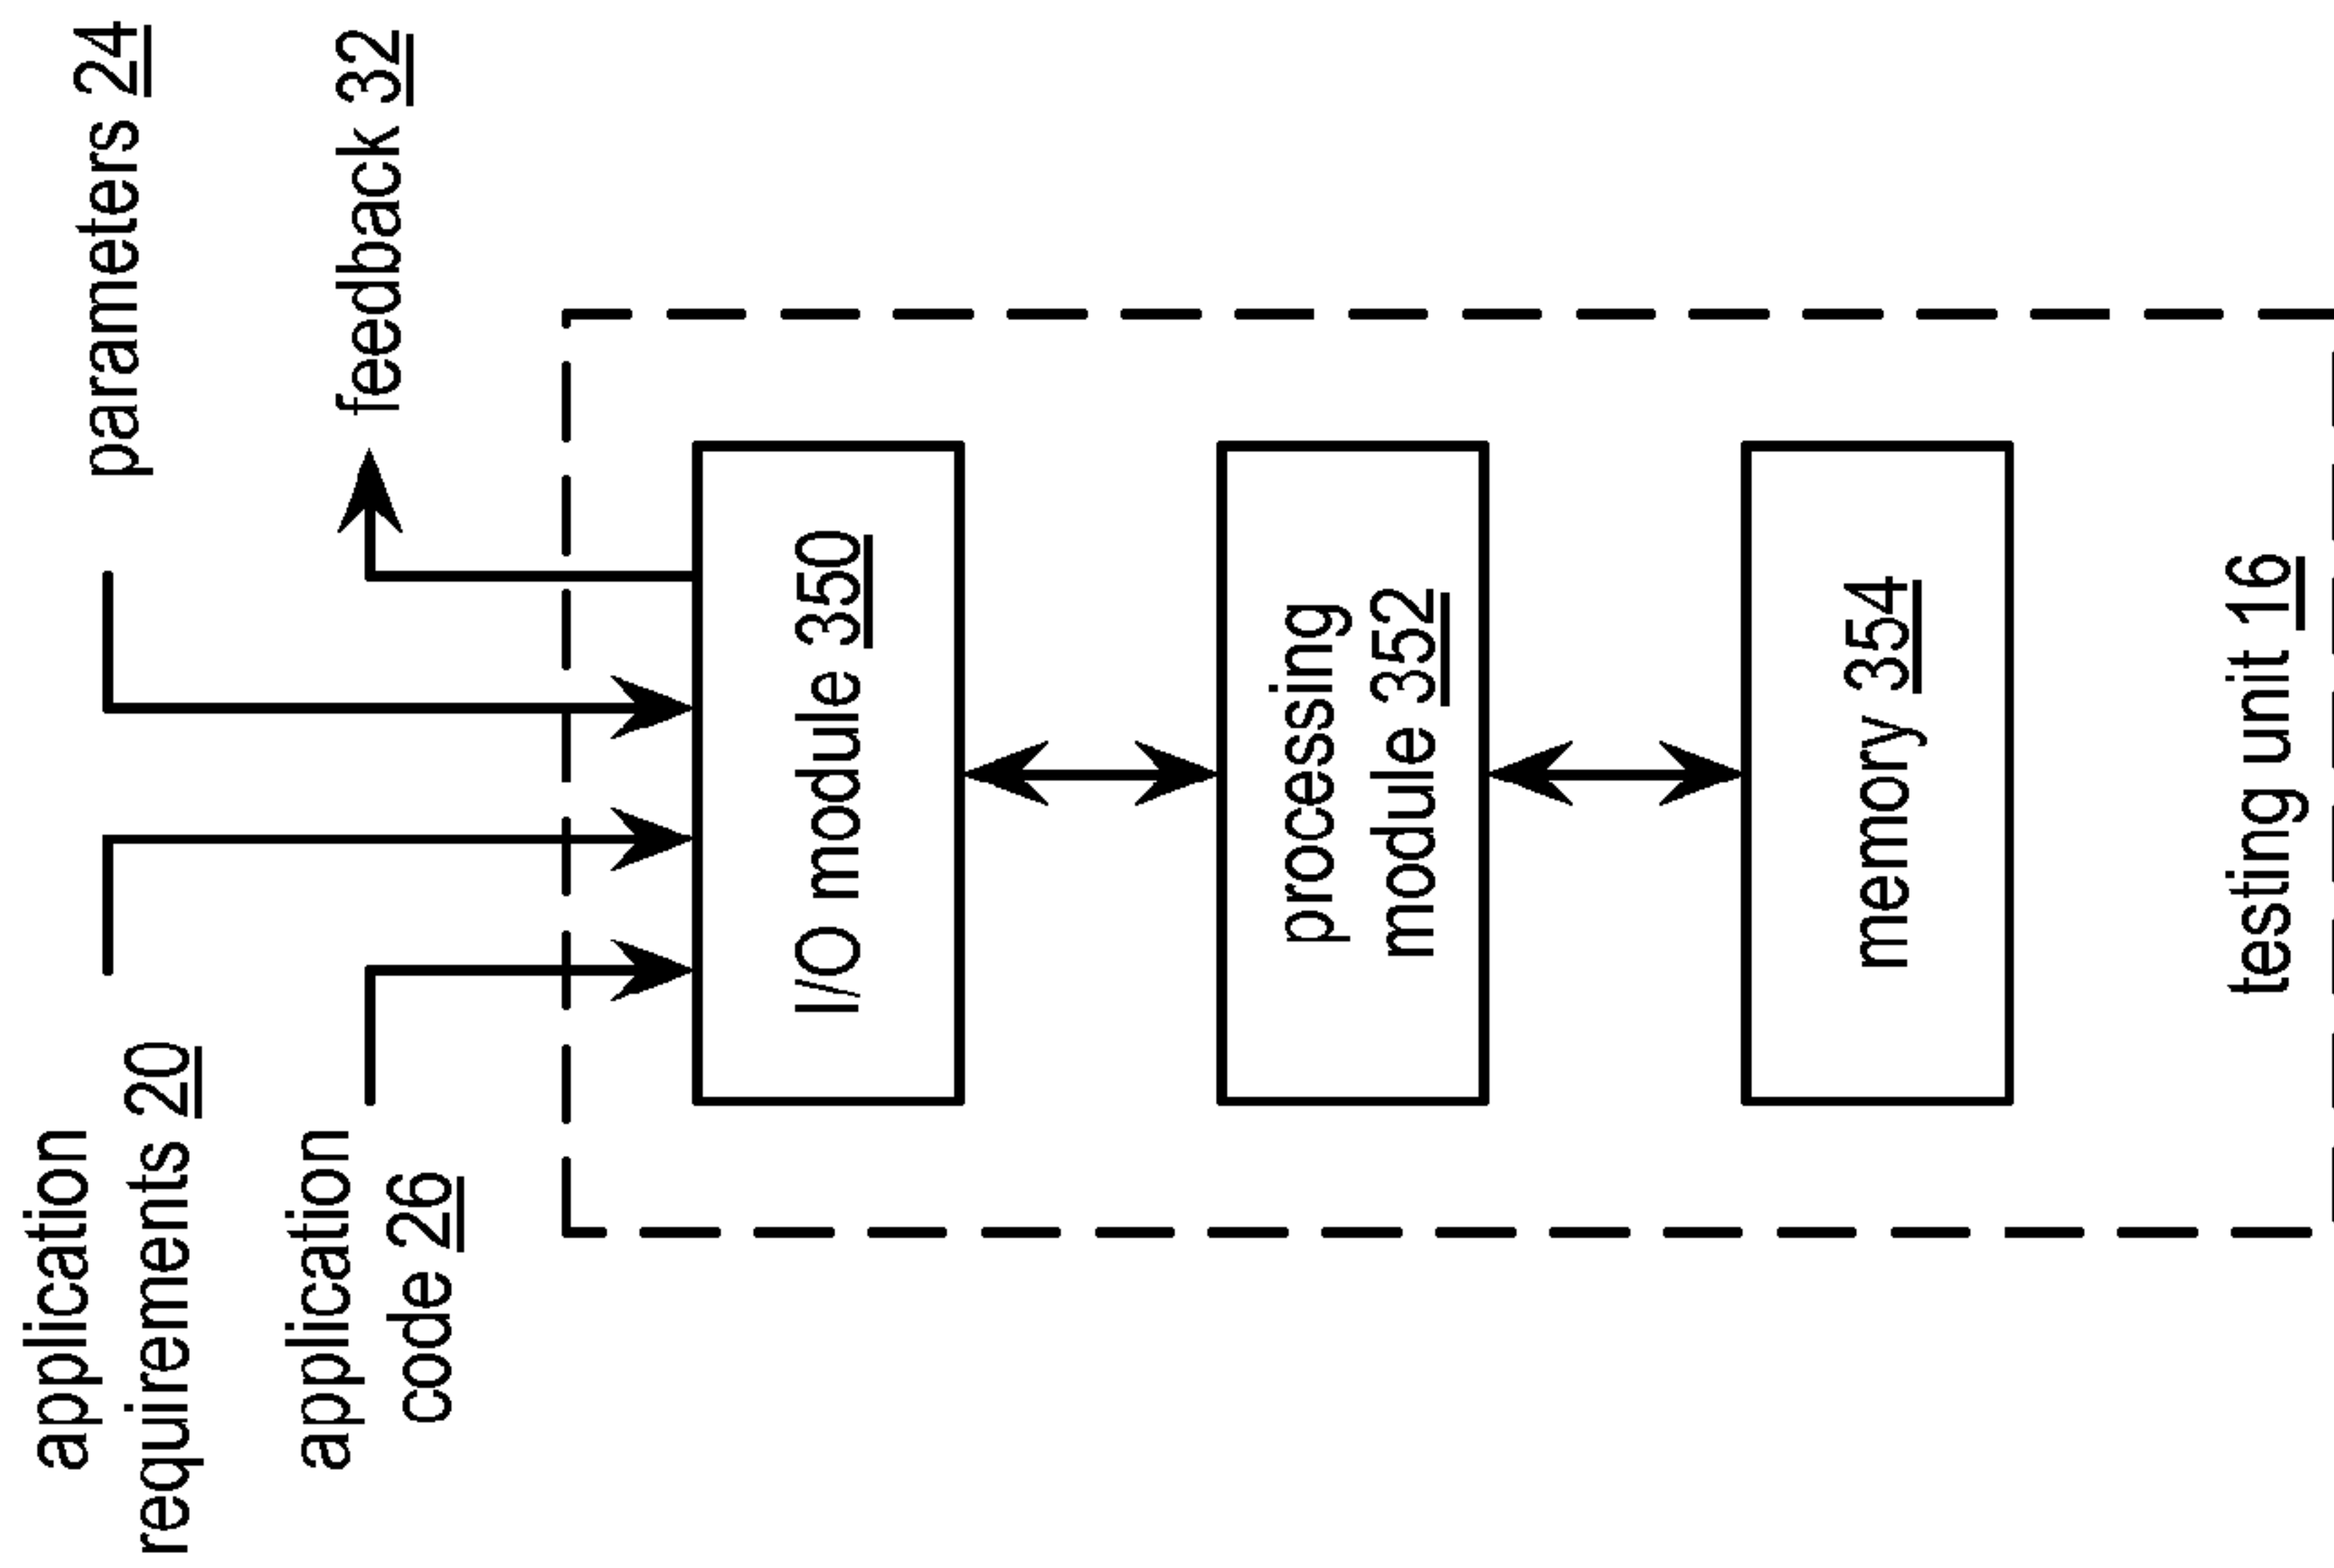 application
requirements 20
parameters 24
application
code 26
feedback 32
I/O module 350
processing
module 352
memory 354
testing unit 16